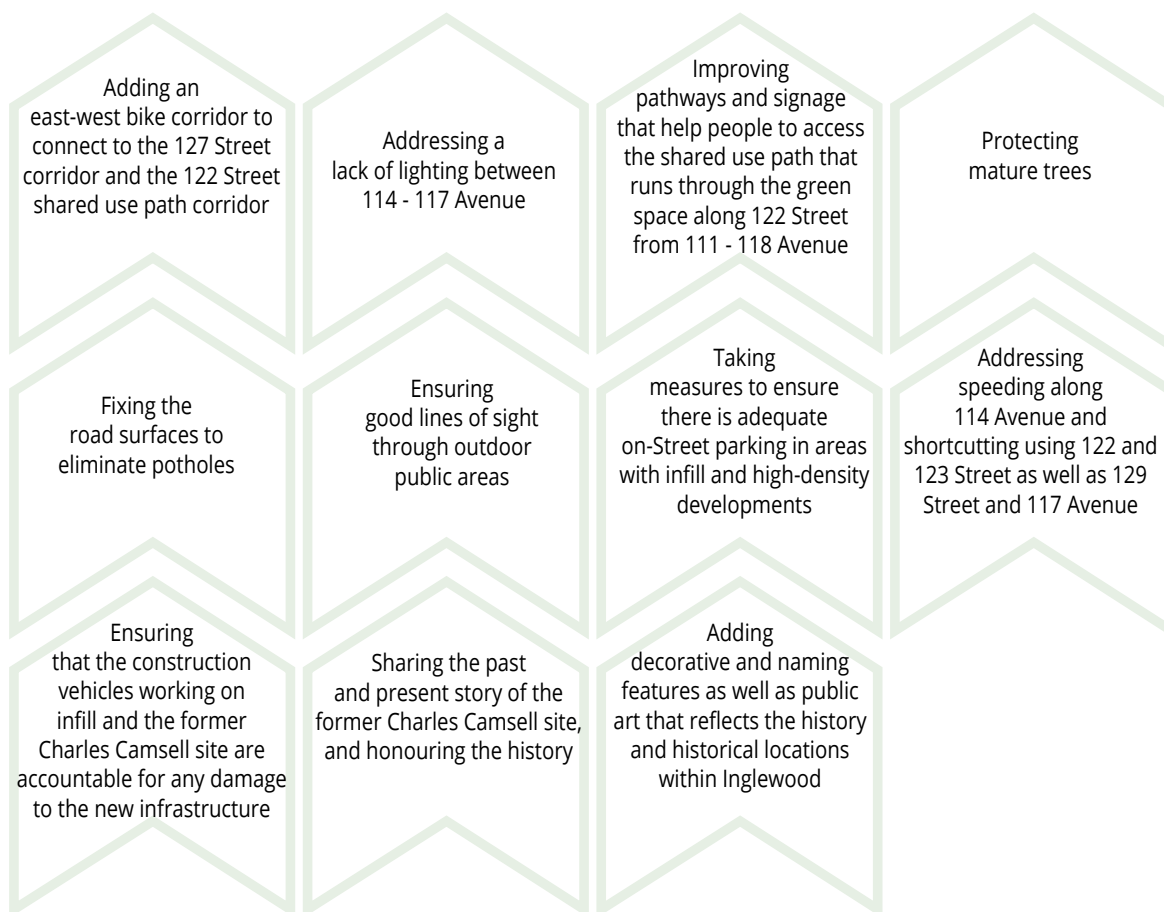 Adding an
east-west bike corridor to
connect to the 127 Street
corridor and the 122 Street
shared use path corridor
Addressing a
lack of lighting between
114 - 117 Avenue
Improving
pathways and signage
that help people to access
the shared use path that
runs through the green
space along 122 Street
from 111 - 118 Avenue
Protecting
mature trees
Fixing the
road surfaces to
eliminate potholes
Ensuring
good lines of sight
through outdoor
public areas
Taking
measures to ensure
there is adequate
on-Street parking in areas
with infill and high-density
developments
Addressing
speeding along
114 Avenue and
shortcutting using 122 and
123 Street as well as 129
Street and 117 Avenue
Ensuring
that the construction
vehicles working on
infill and the former
Charles Camsell site are
accountable for any damage
to the new infrastructure
Sharing the past
and present story of the
former Charles Camsell site,
and honouring the history
Adding
decorative and naming
features as well as public
art that reflects the history
and historical locations
within Inglewood